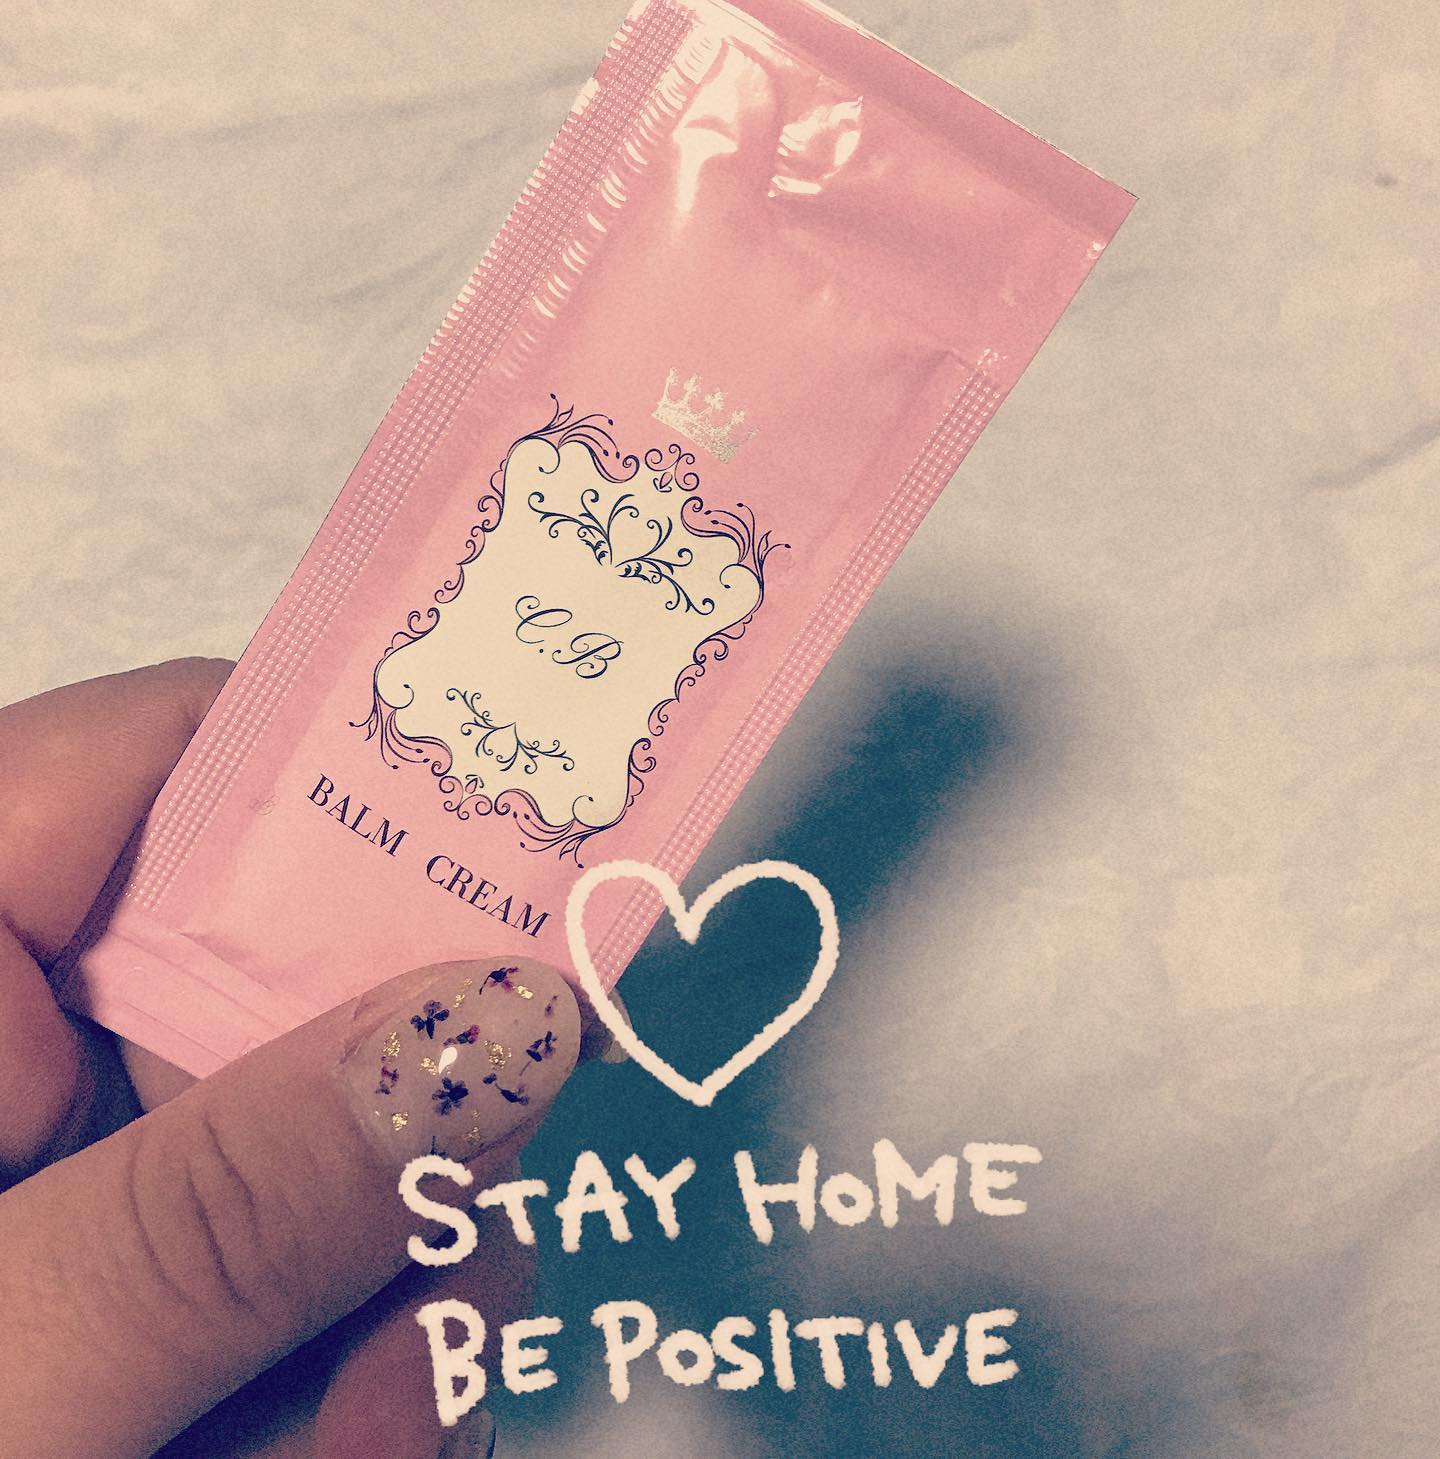 C.B
BALM CREAM
STAY HOME
BE POSITIVE